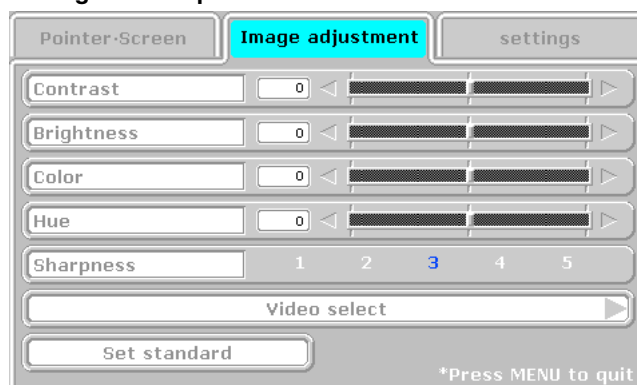 Pointer·Screen Image adjustment settings
Contrast 0
Brightness 0
Color 0
Hue 0
Sharpness 1 2 3 4 5
Video select
Set standard
*Press MENU to quit